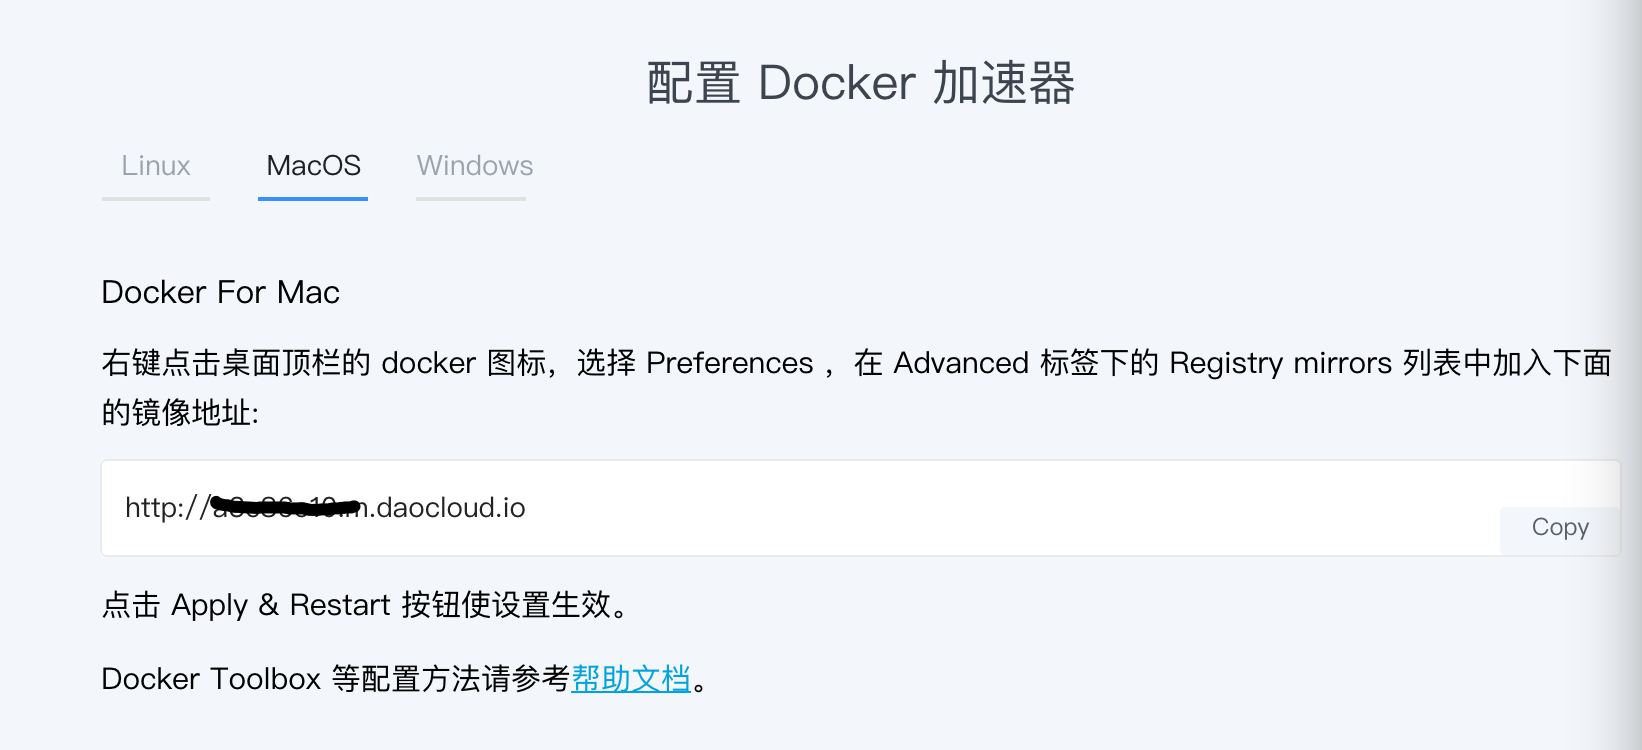 配置 Docker 加速器
Linux MacOS Windows
Docker For Mac
右键点击桌面顶栏的 docker 图标，选择 Preferences ，在 Advanced 标签下的 Registry mirrors 列表中加入下面
的镜像地址:
http:// .daocloud.io
Copy
点击 Apply & Restart 按钮使设置生效。
Docker Toolbox 等配置方法请参考帮助文档。